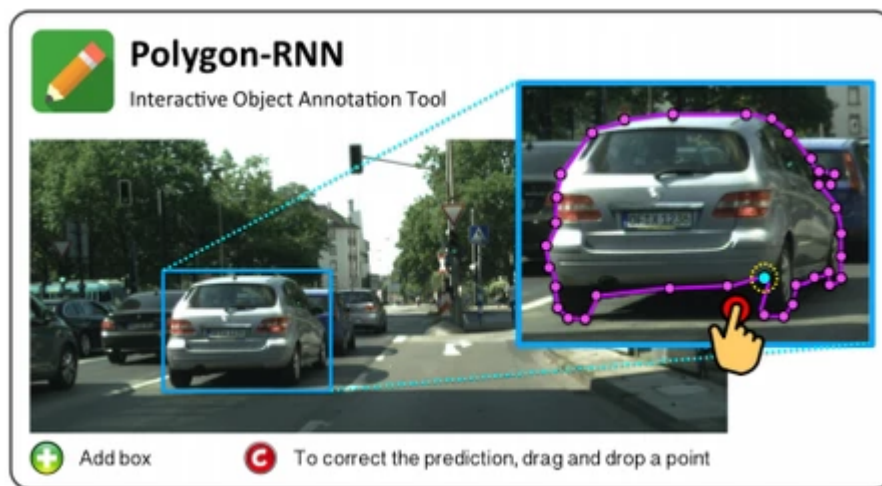 Polygon-RNN
Interactive Object Annotation Tool
Add box
C
To correct the prediction, drag and drop a point